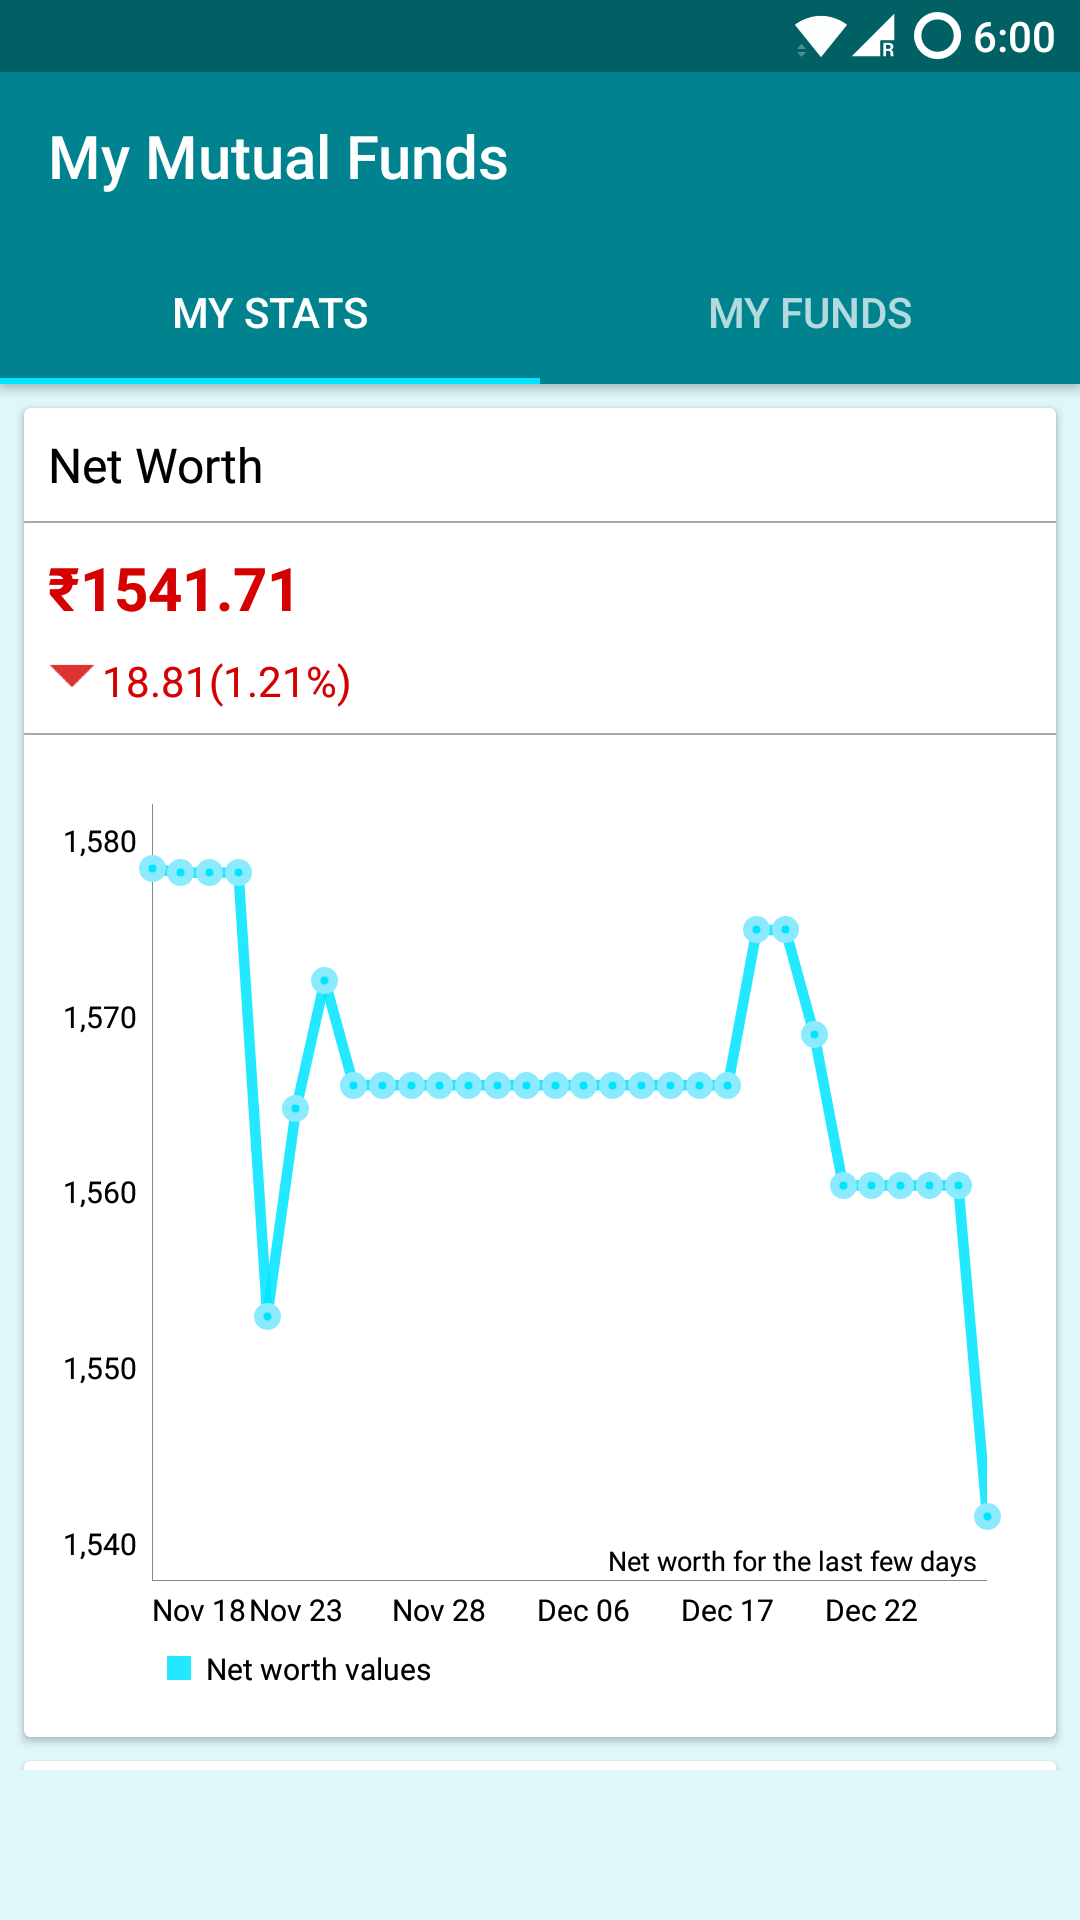 R 6:00
My Mutual Funds
MY STATS MY FUNDS
Net Worth
₹1541.71
18.81(1.21%)
1,580
1,570
1,560
1,550
1,540
Net worth for the last few days
Nov 18 Nov 23 Nov 28 Dec 06 Dec 17 Dec 22
Net worth values